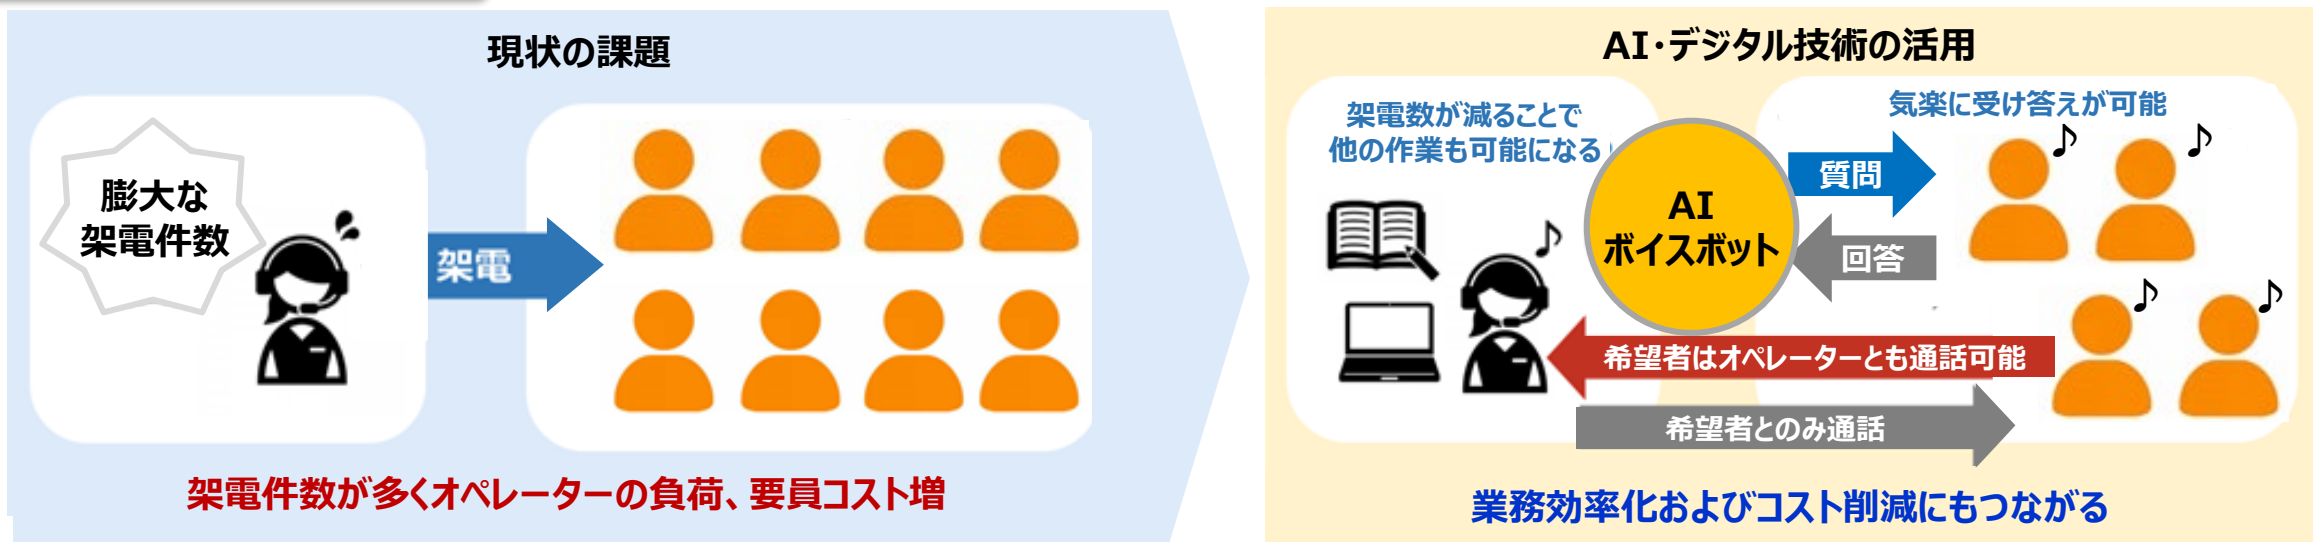 現状の課題
膨大な
架電件数
架電
架電件数が多くオペレーターの負荷、要員コスト増
AI・デジタル技術の活用
架電数が減ることで
他の作業も可能になる
気楽に受け答えが可能
AI
ボイスボット
質問
回答
希望者はオペレーターとも通話可能
希望者とのみ通話
業務効率化およびコスト削減にもつながる